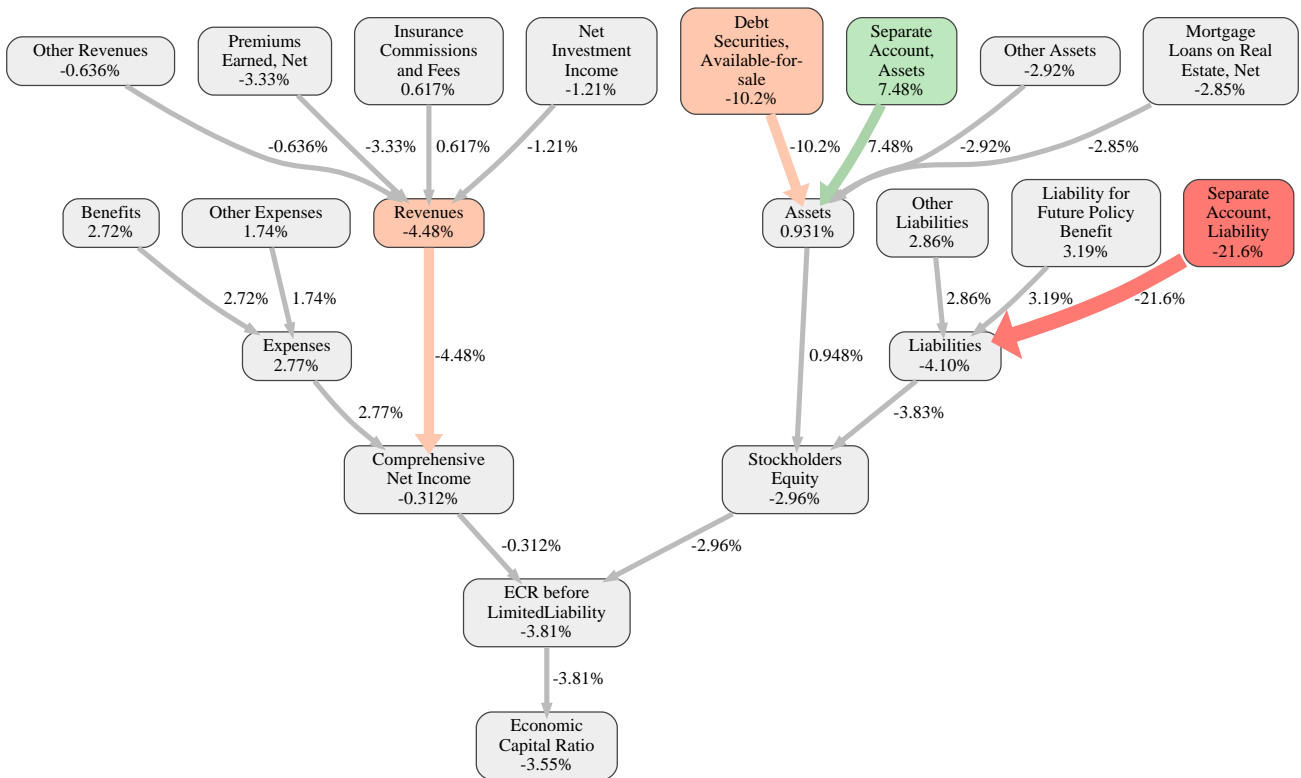 Other Revenues
-0.636%
Premiums
Earned, Net
-3.33%
Insurance
Commissions
and Fees
0.617%
Net
Investment
Income
-1.21%
Debt
Securities,
Available-for-
sale
-10.2%
Separate
Account,
Assets
7.48%
Other Assets
-2.92%
Mortgage
Loans on Real
Estate, Net
-2.85%
-0.636%
-3.33%
0.617%
-1.21%
-10.2%
7.48%
-2.92%
-2.85%
Benefits
2.72%
Other Expenses
1.74%
Revenues
-4.48%
Assets
0.931%
Other
Liabilities
2.86%
Liability for
Future Policy
Benefit
3.19%
Separate
Account,
Liability
-21.6%
2.72%
1.74%
2.86%
3.19%
-21.6%
Expenses
2.77%
-4.48%
0.948%
Liabilities
-4.10%
2.77%
-3.83%
Comprehensive
Net Income
-0.312%
Stockholders
Equity
-2.96%
-0.312%
-2.96%
ECR before
LimitedLiability
-3.81%
-3.81%
Economic
Capital Ratio
-3.55%